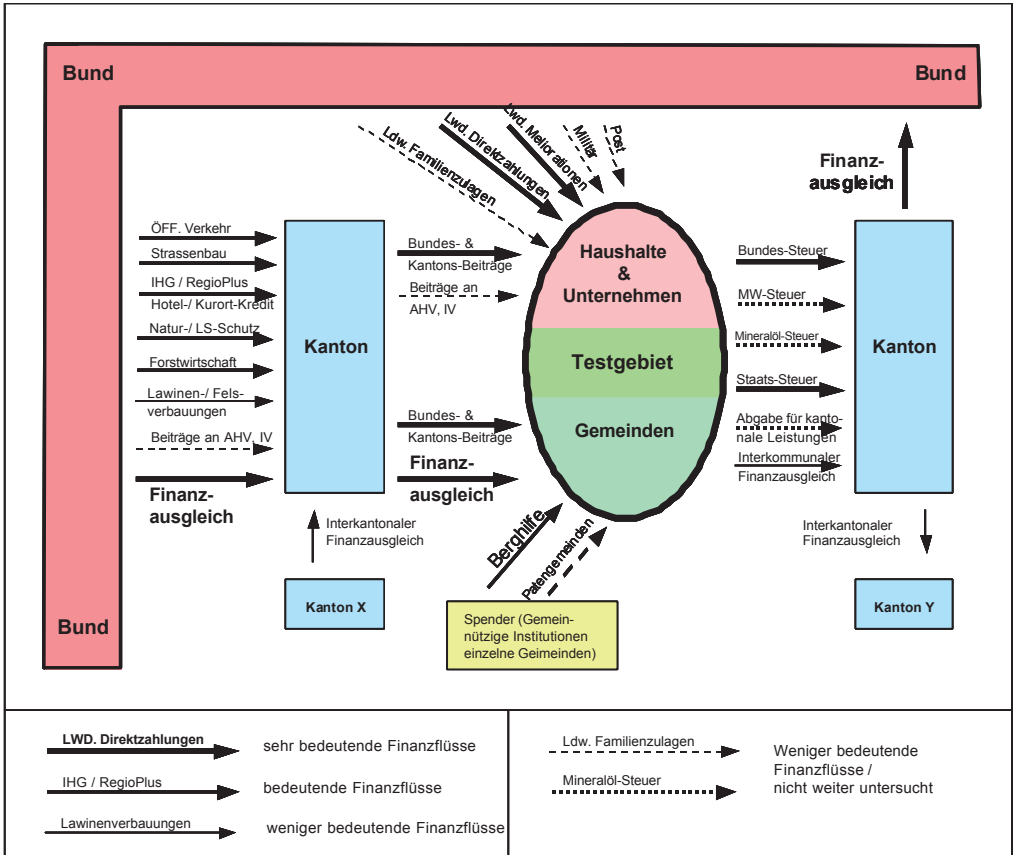 Bund
Bund
Ldw. Familienzulagen
Lwd. Direktzahlungen
Lwd. Meliorationen
Militär
Post
Finanz-
ausgleich
ÖFF. Verkehr
Strassenbau
IHG / RegioPlus
Hotel-/ Kurort-Kredit
Natur-/ LS-Schutz
Forstwirtschaft
Lawinen-/ Fels-
verbauungen
Beiträge an AHV, IV
Finanz-
ausgleich
Kanton
Bundes- &
Kantons-Beiträge
Beiträge an
AHV, IV
Bundes- &
Kantons-Beiträge
Finanz-
ausgleich
Haushalte
&
Unternehmen
Testgebiet
Gemeinden
Bundes-Steuer
MW-Steuer
Mineralöl-Steuer
Staats-Steuer
Abgabe für kanto-
nale Leistungen
Interkommunaler
Finanzausgleich
Kanton
Interkantonaler
Finanzausgleich
Kanton X
Berghilfe
Patengemeinden
Spender (Gemein-
nützige Institutionen
einzelne Geimeinden)
Interkantonaler
Finanzausgleich
Kanton Y
Bund
LWD. Direktzahlungen
sehr bedeutende Finanzflüsse
IHG / RegioPlus
bedeutende Finanzflüsse
Lawinenverbauungen
weniger bedeutende Finanzflüsse
Ldw. Familienzulagen
Mineralöl-Steuer
Weniger bedeutende
Finanzflüsse /
nicht weiter untersucht